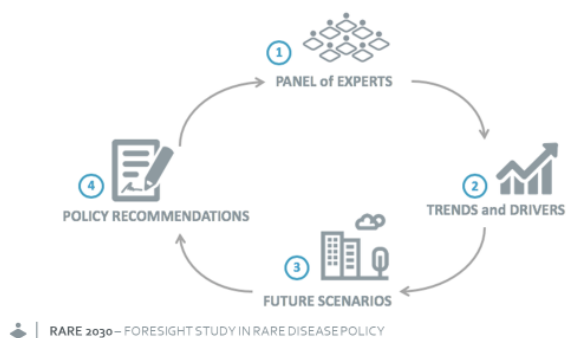 1
PANEL of EXPERTS
2
TRENDS and DRIVERS
3
FUTURE SCENARIOS
4
POLICY RECOMMENDATIONS
RARE 2030 – FORESIGHT STUDY IN RARE DISEASE POLICY